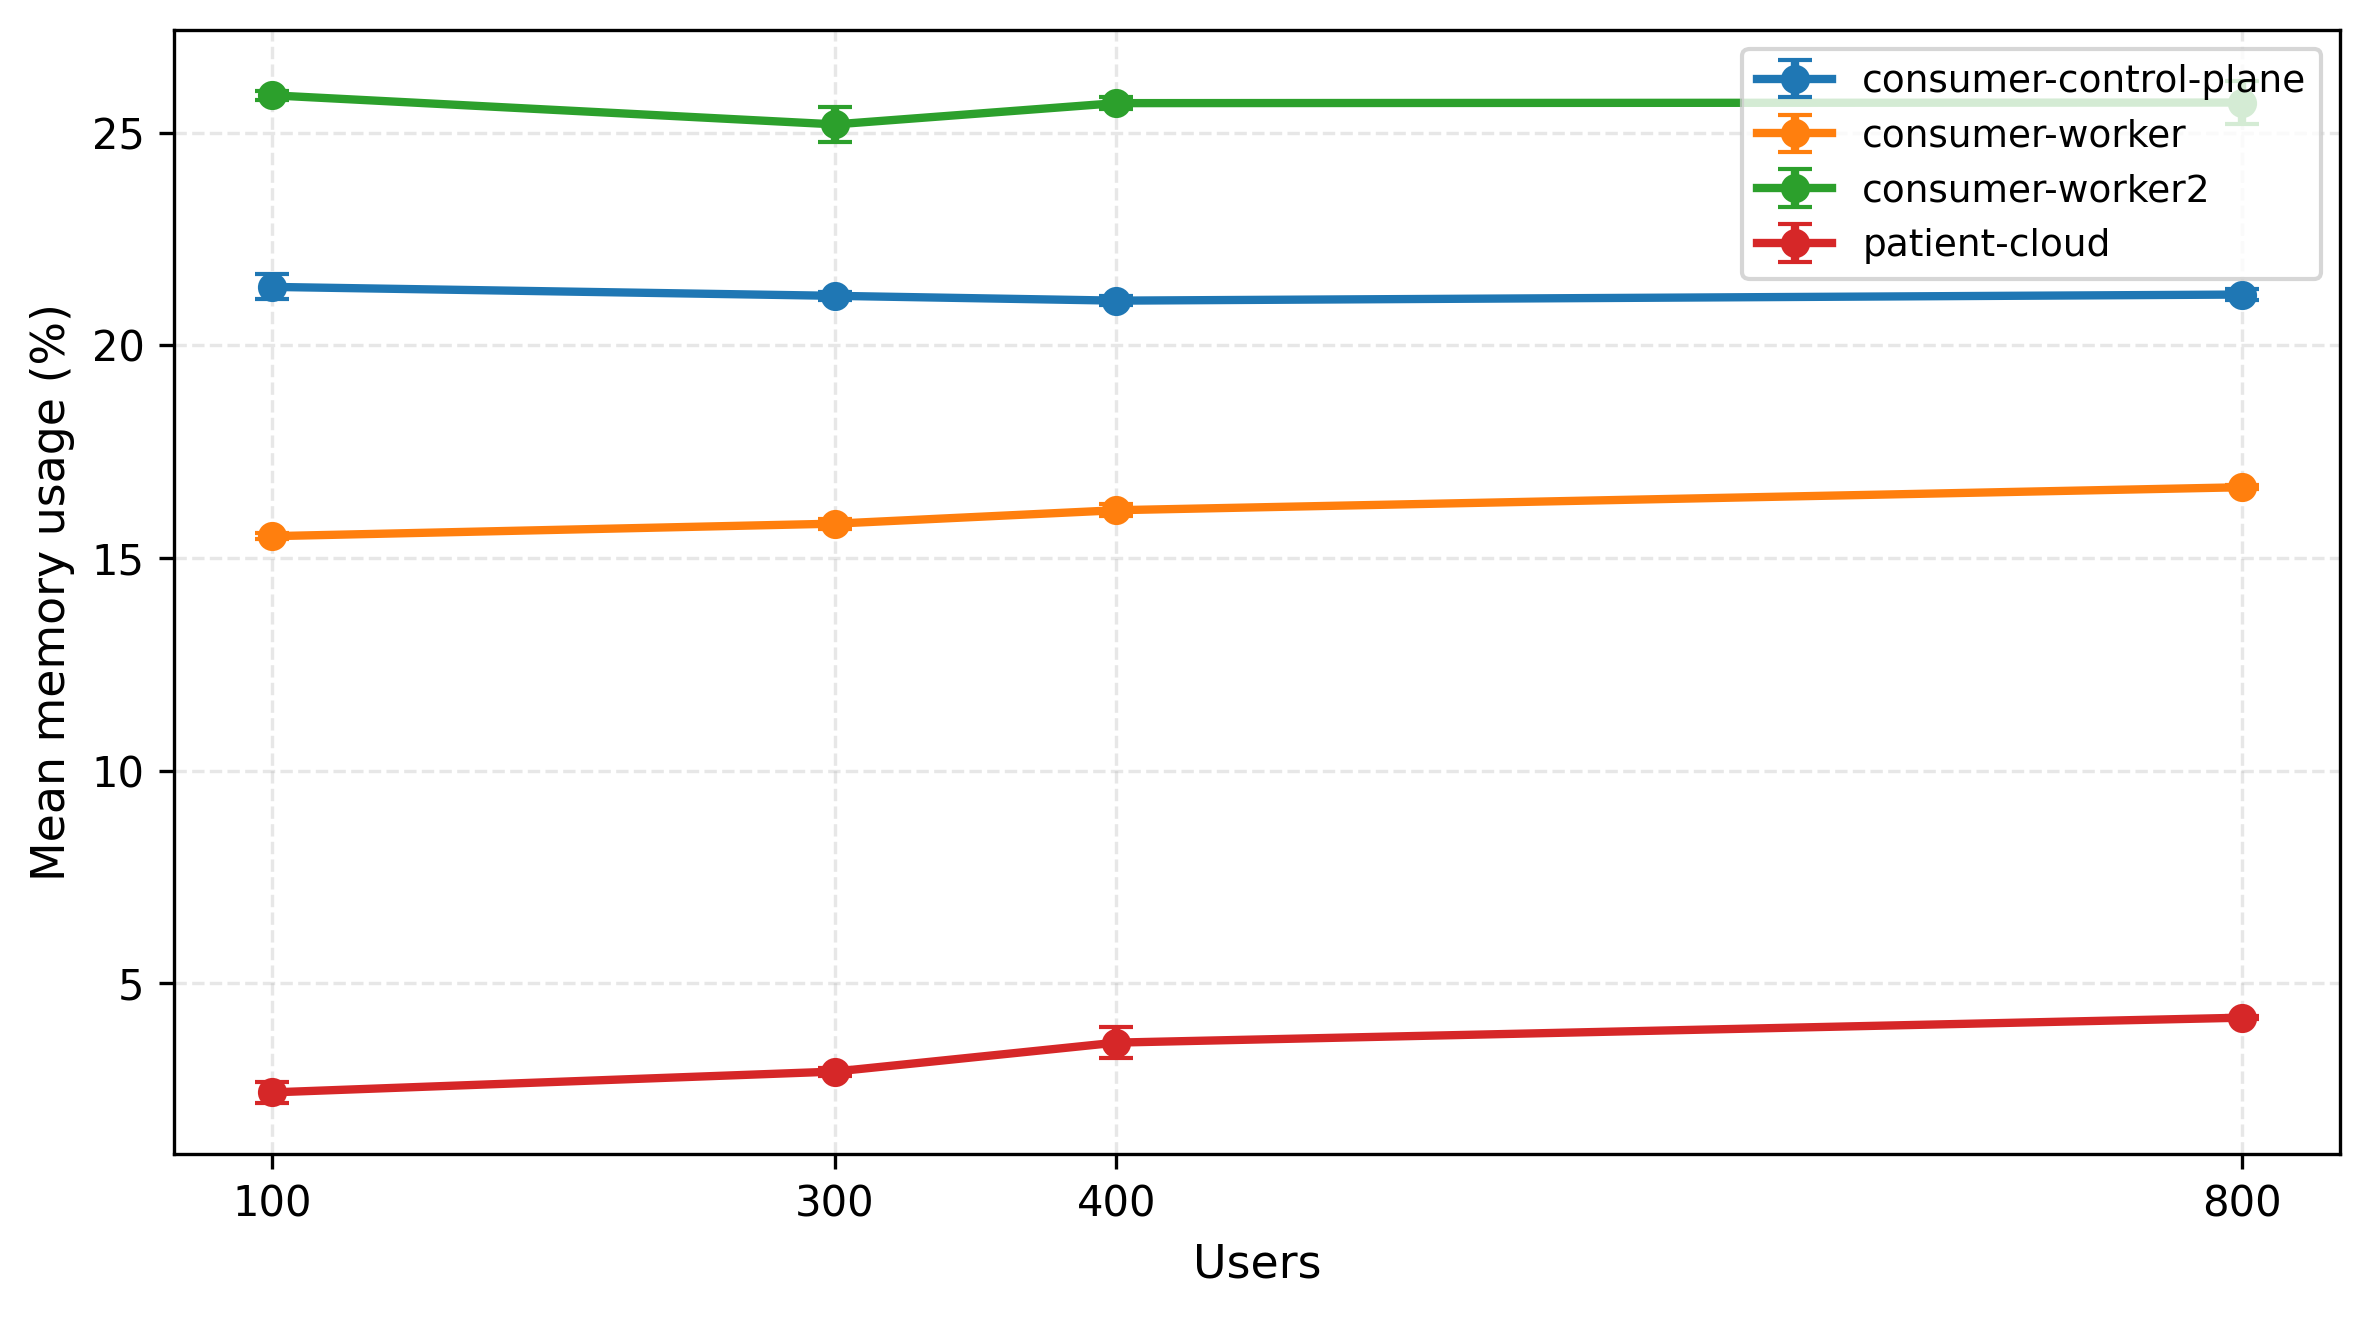 Mean memory usage (%)
25
20
15
10
5
consumer-control-plane
consumer-worker
consumer-worker2
patient-cloud
100 300 400 800
Users